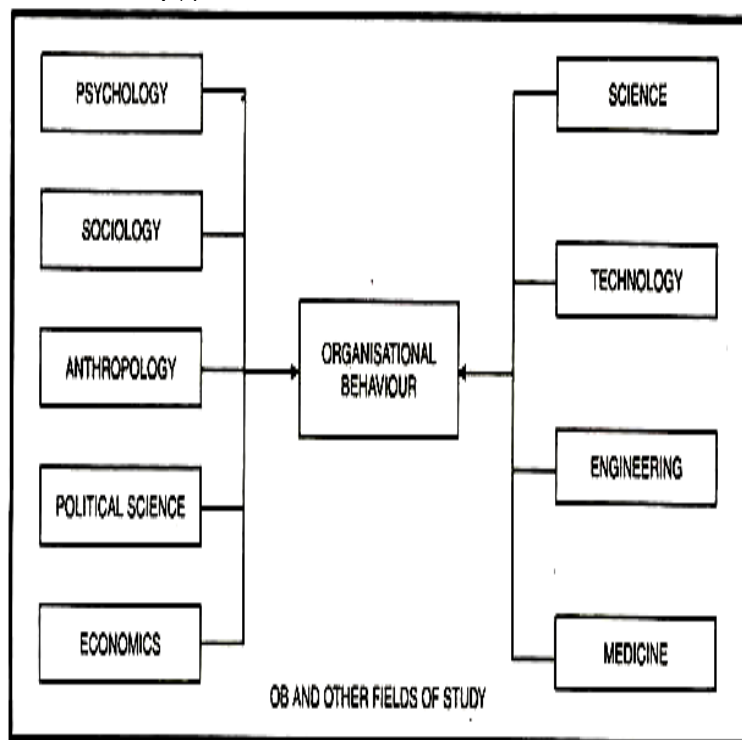 PSYCHOLOGY
SOCIOLOGY
ANTHROPOLOGY
POLITICAL SCIENCE
ECONOMICS
ORGANISATIONAL
BEHAVIOUR
SCIENCE
TECHNOLOGY
ENGINEERING
MEDICINE
OB AND OTHER FIELDS OF STUDY